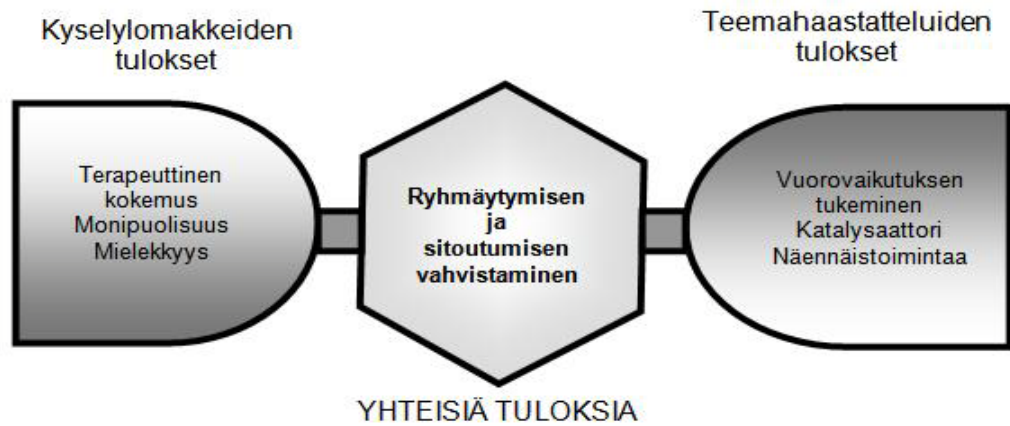 Kyselylomakkeiden
tulokset
Terapeuttinen
kokemus
Monipuolisuus
Mielekkyys
Ryhmäytymisen
ja
sitoutumisen
vahvistaminen
YHTEISIÄ TULOKSIA
Teemahaastatteluiden
tulokset
Vuorovaikutuksen
tukeminen
Katalysaattori
Näennäistoimintaa